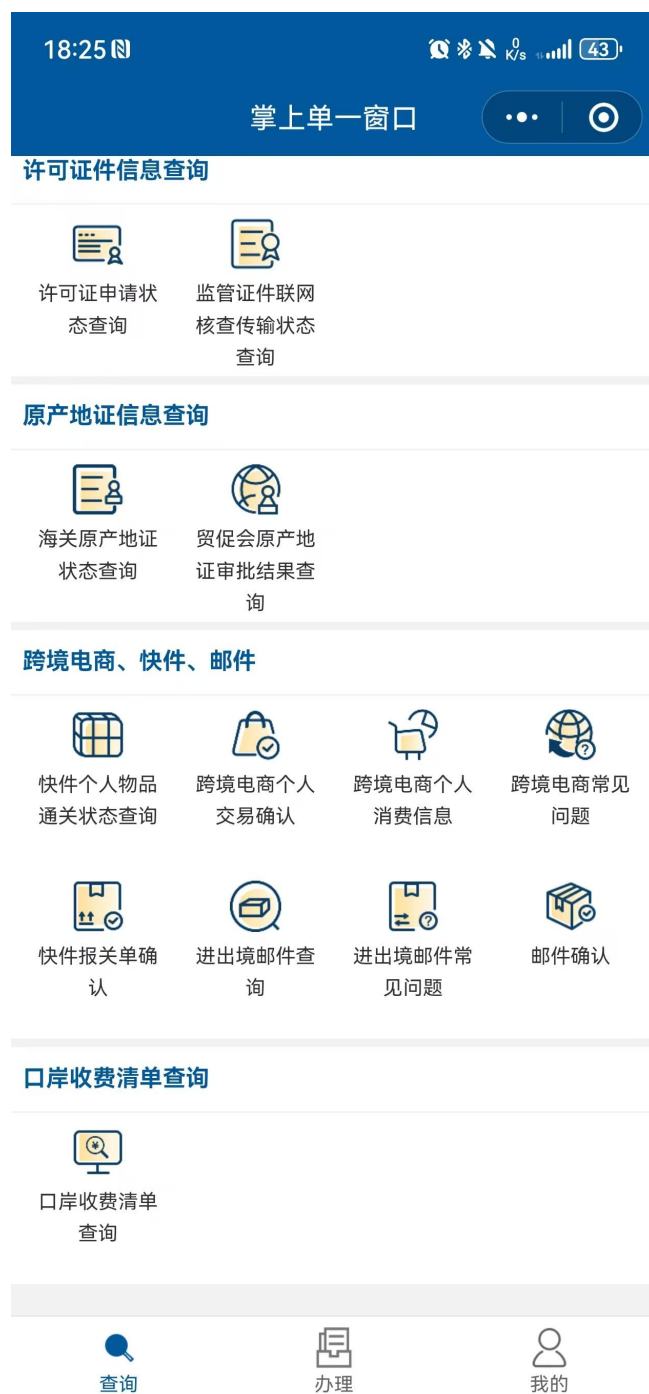 18:25
0
K/s
43
掌上单一窗口
许可证件信息查询
许可证申请状
态查询
监管证件联网
核查传输状态
查询
原产地证信息查询
海关原产地证
状态查询
贸促会原产地
证审批结果查
询
跨境电商、快件、邮件
快件个人物品
通关状态查询
跨境电商个人
交易确认
跨境电商个人
消费信息
跨境电商常见
问题
快件报关单确
认
进出境邮件查
询
进出境邮件常
见问题
邮件确认
口岸收费清单查询
口岸收费清单
查询
查询
办理
我的